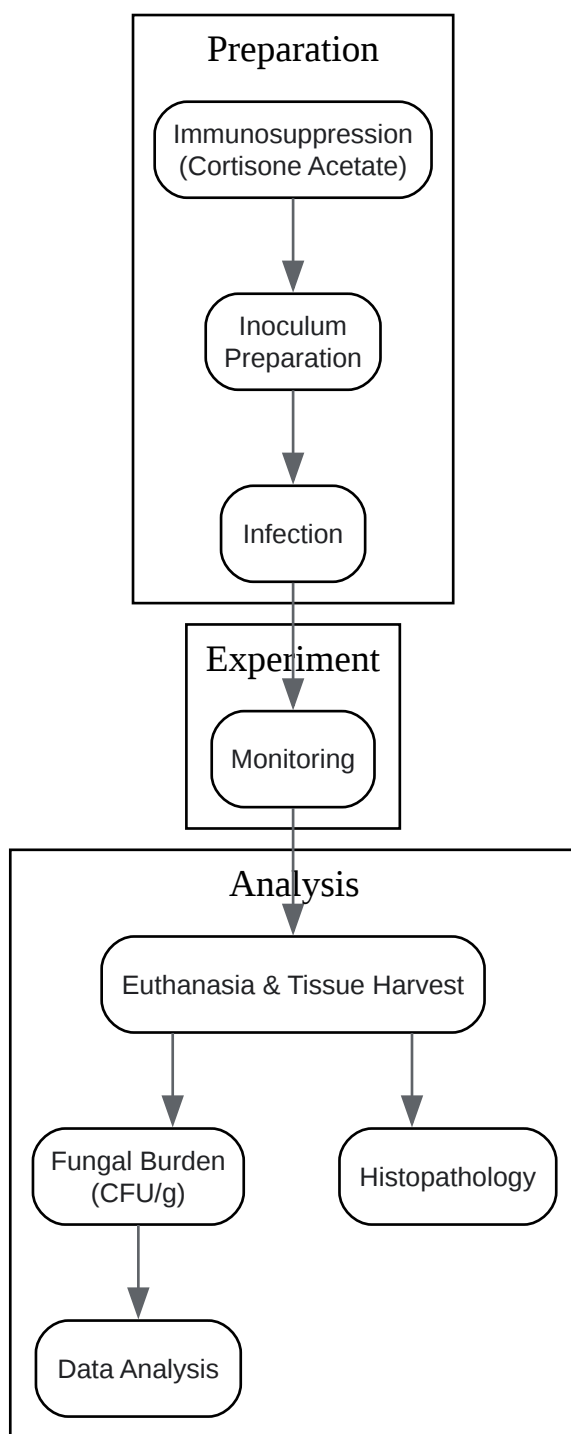 Preparation
Immunosuppression
(Cortisone Acetate)
Inoculum
Preparation
Infection
Experiment
Monitoring
Analysis
Euthanasia & Tissue Harvest
Fungal Burden
(CFU/g)
Histopathology
Data Analysis